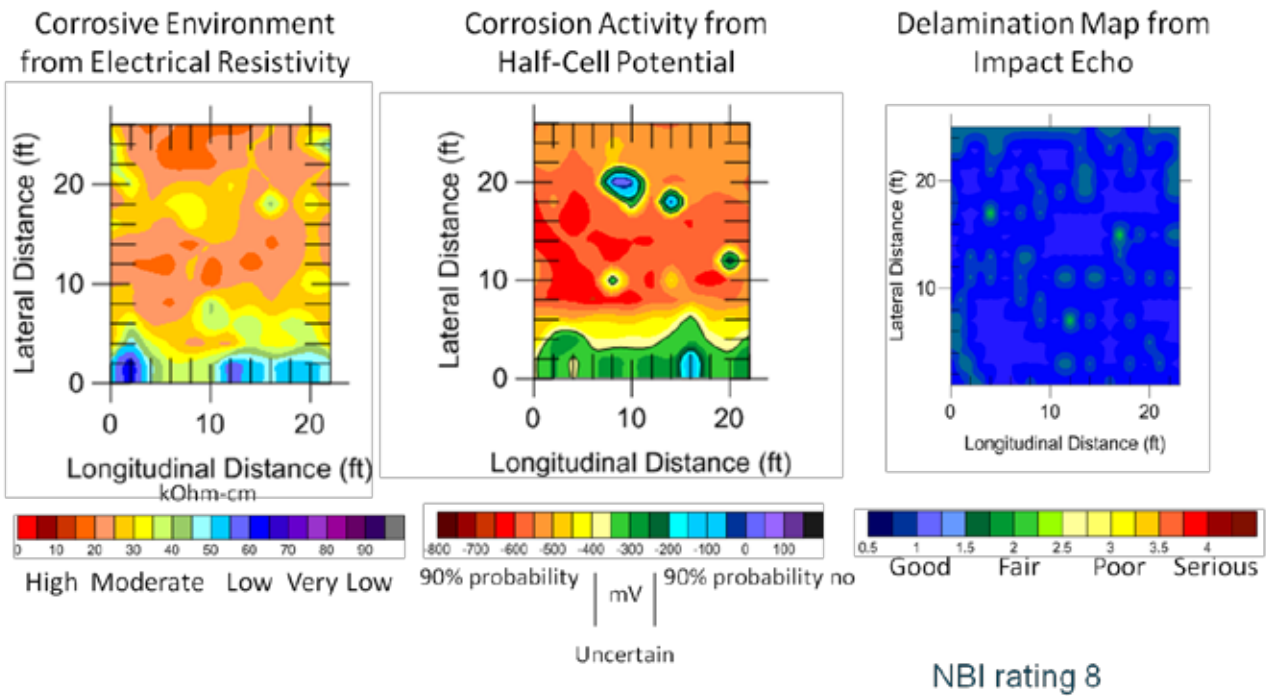 Corrosive Environment
from Electrical Resistivity
Lateral Distance (ft)
20
10
0
0 10 20
Longitudinal Distance (ft)
kOhm-cm
0 10 20 30 40 50 60 70 80 90
High Moderate Low Very Low
Corrosion Activity from
Half-Cell Potential
Lateral Distance (ft)
20
10
0
0 10 20
Longitudinal Distance (ft)
-800 -700 -600 -500 -400 -300 -200 -100 0 100
90% probability
mV
90% probability no
Uncertain
Delamination Map from
Impact Echo
Lateral Distance (ft)
20
10
0 10 20
Longitudinal Distance (ft)
0.5 1 1.5 2 2.5 3 3.5 4
Good Fair Poor Serious
NBI rating 8